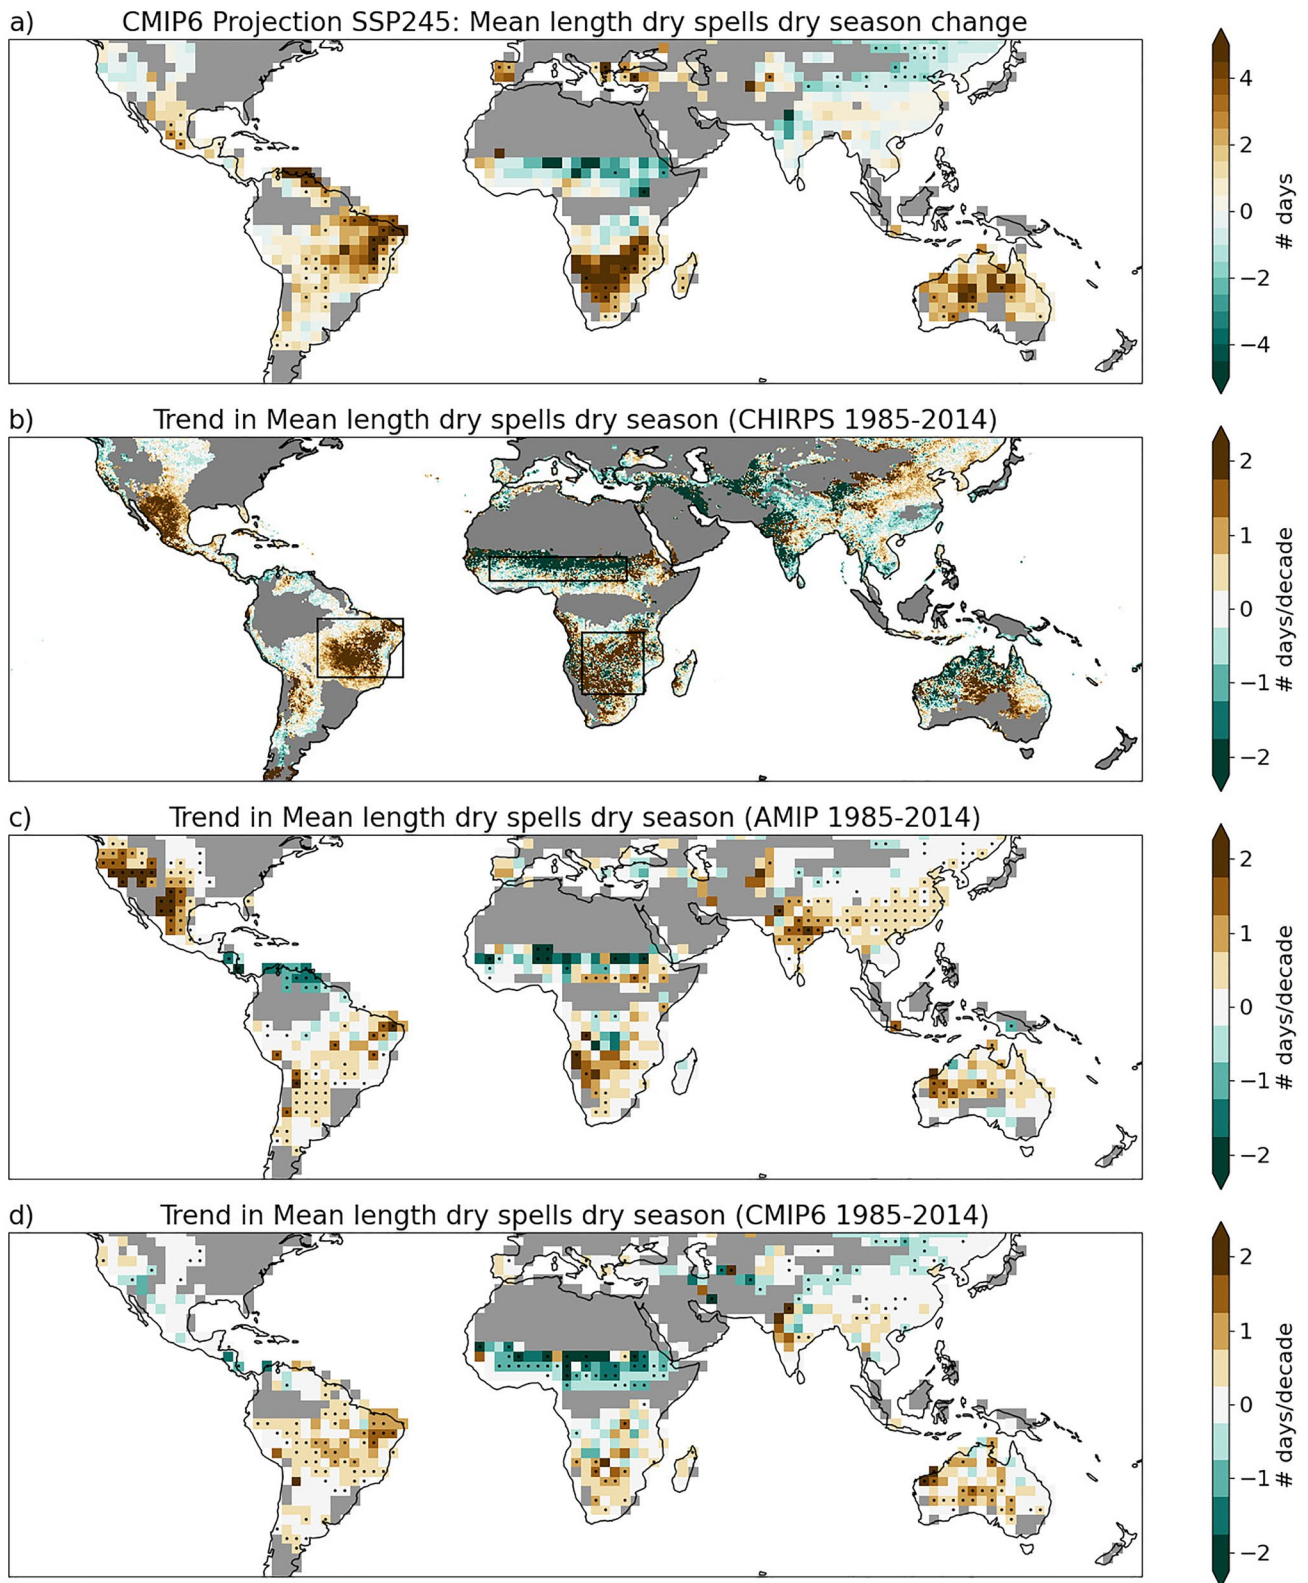 a) CMIP6 Projection SSP245: Mean length dry spells dry season change
4
2
0
−2
−4
# days
b) Trend in Mean length dry spells dry season (CHIRPS 1985-2014)
2
1
0
−1
−2
# days/decade
c) Trend in Mean length dry spells dry season (AMIP 1985-2014)
2
1
0
−1
−2
# days/decade
d) Trend in Mean length dry spells dry season (CMIP6 1985-2014)
2
1
0
−1
−2
# days/decade